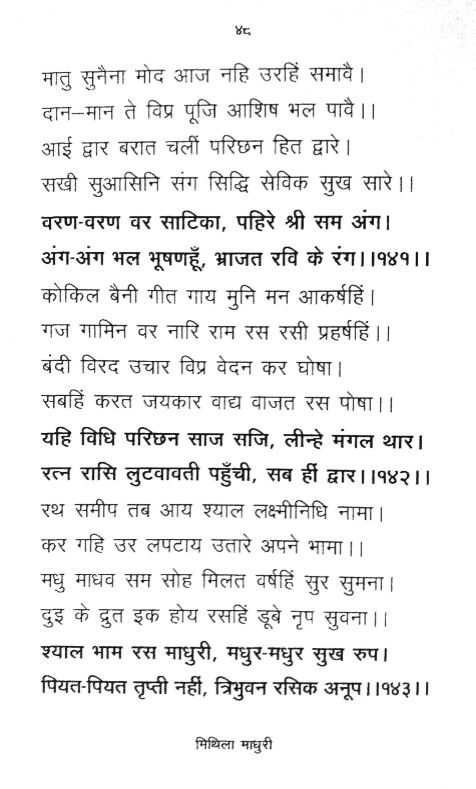 ४८
मातु सुनैना मोद आज नहि उरहिं समावै।
दान–मान ते विप्र पूजि आशिष भल पावै।।
आई द्वार बरात चलीं परिछन हित द्वारे।
सखी सुआसिनि संग सिद्धि सेविक सुख सारे।।
वरण-वरण वर साटिका, पहिरे श्री सम अंग।
अंग-अंग भल भूषणहूँ, भ्राजत रवि के रंग।।१४१।।
कोकिल बैनी गीत गाय मुनि मन आकर्षहिं।
गज गामिन वर नारि राम रस रसी प्रहर्षहिं।।
बंदी विरद उचार विप्र वेदन कर घोषा।
सबहिं करत जयकार वाद्य वाजत रस पोषा।।
यहि विधि परिछन साज सजि, लीन्हे मंगल थार।
रत्न रासि लुटवावती पहुँची, सब हीं द्वार।।१४२।।
रथ समीप तब आय श्याल लक्ष्मीनिधि नामा।
कर गहि उर लपटाय उतारे अपने भामा।।
मधु माधव सम सोह मिलत वर्षहिं सुर सुमना।
दुइ के द्रुत इक होय रसहिं डूबे नृप सुवना।।
श्याल भाम रस माधुरी, मधुर-मधुर सुख रुप।
पियत-पियत तृप्ती नहीं, त्रिभुवन रसिक अनूप।।१४३।।
मिथिला माधुरी